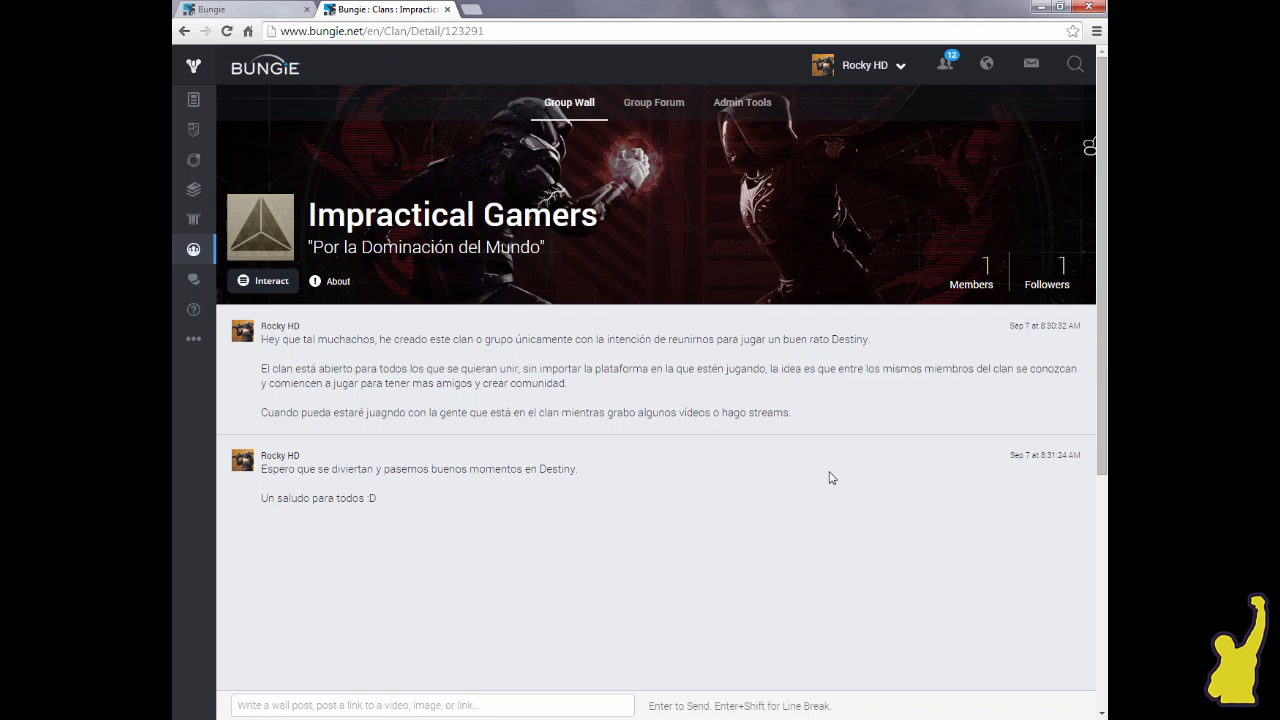 Bungie
Bungie : Clans : Impractic
www.bungie.net/en/Clan/Detail/123291
BUNGiE
Rocky HD
12
Group Wall
Group Forum
Admin Tools
g
Impractical Gamers
"Por la Dominación del Mundo"
Interact
About
1
Members
1
Followers
Rocky HD
Sep 7 at 8:30:32 AM
Hey que tal muchachos, he creado este clan o grupo únicamente con la intención de reunirnos para jugar un buen rato Destiny.
El clan está abierto para todos los que se quieran unir, sin importar la plataforma en la que estén jugando, la idea es que entre los mismos miembros del clan se conozcan
y comiencen a jugar para tener mas amigos y crear comunidad.
Cuando pueda estaré juagndo con la gente que está en el clan mientras grabo algunos vídeos o hago streams.
Rocky HD
Sep 7 at 8:31:24 AM
Espero que se diviertan y pasemos buenos momentos en Destiny.
Un saludo para todos :D
Write a wall post, post a link to a video, image, or link...
Enter to Send. Enter+Shift for Line Break.